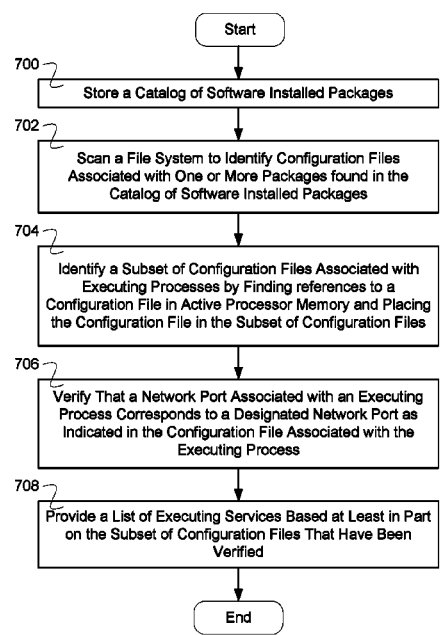 Start
700
Store a Catalog of Software Installed Packages
702
Scan a File System to Identify Configuration Files
Associated with One or More Packages found in the
Catalog of Software Installed Packages
704
Identify a Subset of Configuration Files Associated with
Executing Processes by Finding references to a
Configuration File in Active Processor Memory and Placing
the Configuration File in the Subset of Configuration Files
706
Verify That a Network Port Associated with an Executing
Process Corresponds to a Designated Network Port as
Indicated in the Configuration File Associated with the
Executing Process
708
Provide a List of Executing Services Based at Least in Part
on the Subset of Configuration Files That Have Been
Verified
End